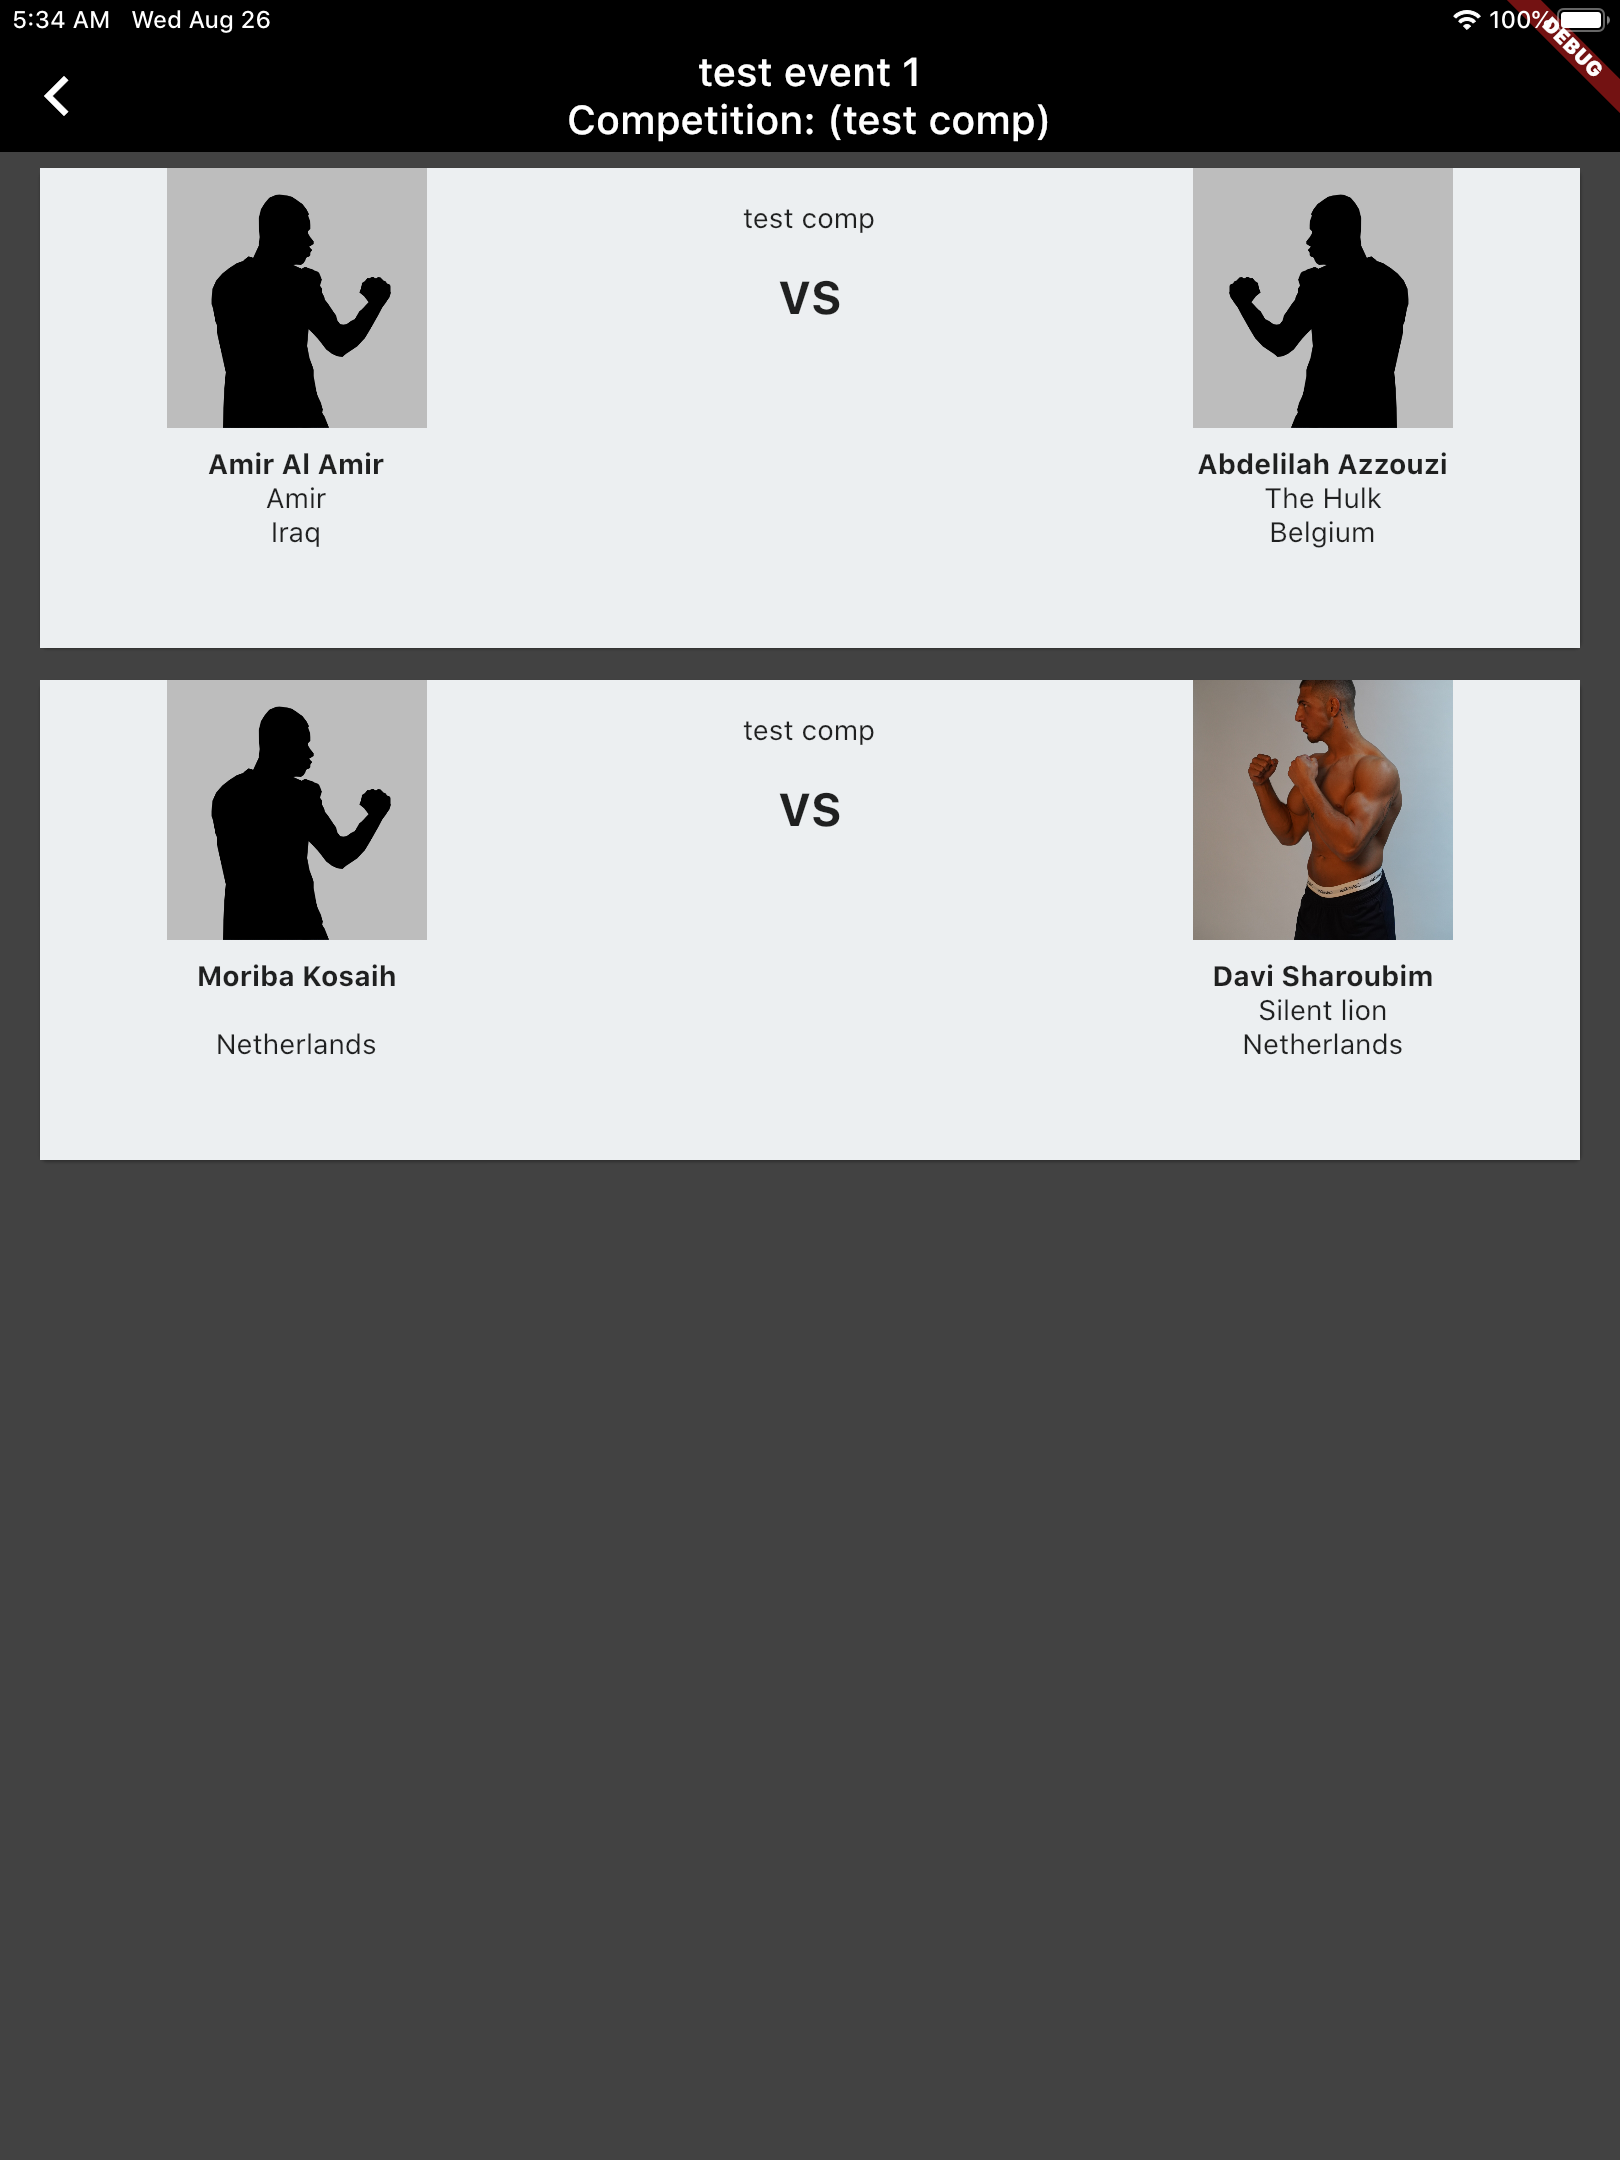 5:34 AM Wed Aug 26
100%
DEBUG
test event 1
Competition: (test comp)
test comp
VS
Amir Al Amir
Amir
Iraq
Abdelilah Azzouzi
The Hulk
Belgium
test comp
VS
Moriba Kosaih
Netherlands
Davi Sharoubim
Silent lion
Netherlands